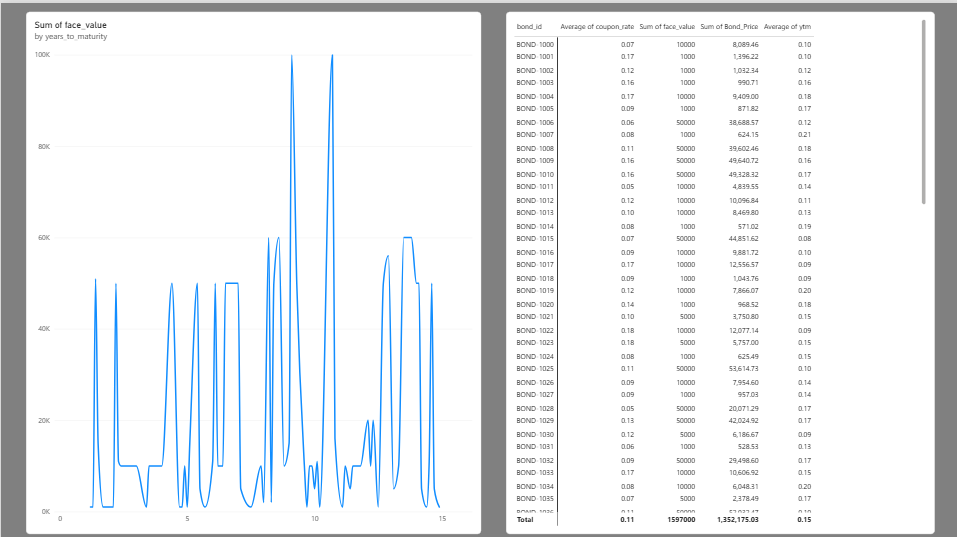 Sum of face_value
by years_to_maturity
100K
80K
60K
40K
20K
0K
0 5 10 15
bond_id Average of coupon_rate Sum of face_value Sum of Bond_Price Average of ytm
BOND-1000 0.07 10000 8,089.46 0.10
BOND-1001 0.17 1000 1,396.22 0.10
BOND-1002 0.12 1000 1,032.34 0.12
BOND-1003 0.16 1000 990.71 0.16
BOND-1004 0.17 10000 9,409.00 0.18
BOND-1005 0.09 1000 871.82 0.17
BOND-1006 0.06 50000 38,688.57 0.12
BOND-1007 0.08 1000 624.15 0.21
BOND-1008 0.11 50000 39,602.46 0.18
BOND-1009 0.16 50000 49,640.72 0.16
BOND-1010 0.16 50000 49,328.32 0.17
BOND-1011 0.05 10000 4,839.55 0.14
BOND-1012 0.12 10000 10,096.84 0.11
BOND-1013 0.10 10000 8,469.80 0.13
BOND-1014 0.08 1000 571.02 0.19
BOND-1015 0.07 50000 44,851.62 0.08
BOND-1016 0.09 10000 9,881.72 0.10
BOND-1017 0.17 10000 12,556.57 0.09
BOND-1018 0.09 1000 1,043.76 0.09
BOND-1019 0.12 10000 7,866.07 0.20
BOND-1020 0.14 1000 968.52 0.18
BOND-1021 0.10 5000 3,750.80 0.15
BOND-1022 0.18 10000 12,077.14 0.09
BOND-1023 0.18 5000 5,757.00 0.15
BOND-1024 0.08 1000 625.49 0.15
BOND-1025 0.11 50000 53,614.73 0.10
BOND-1026 0.09 10000 7,954.60 0.14
BOND-1027 0.09 1000 957.03 0.14
BOND-1028 0.05 50000 20,071.29 0.17
BOND-1029 0.13 50000 42,024.92 0.17
BOND-1030 0.12 5000 6,186.67 0.09
BOND-1031 0.06 1000 528.53 0.13
BOND-1032 0.09 50000 29,498.60 0.17
BOND-1033 0.17 10000 10,606.92 0.15
BOND-1034 0.08 10000 6,048.31 0.20
BOND-1035 0.07 5000 2,378.49 0.17
Total 0.11 1597000 1,352,175.03 0.15